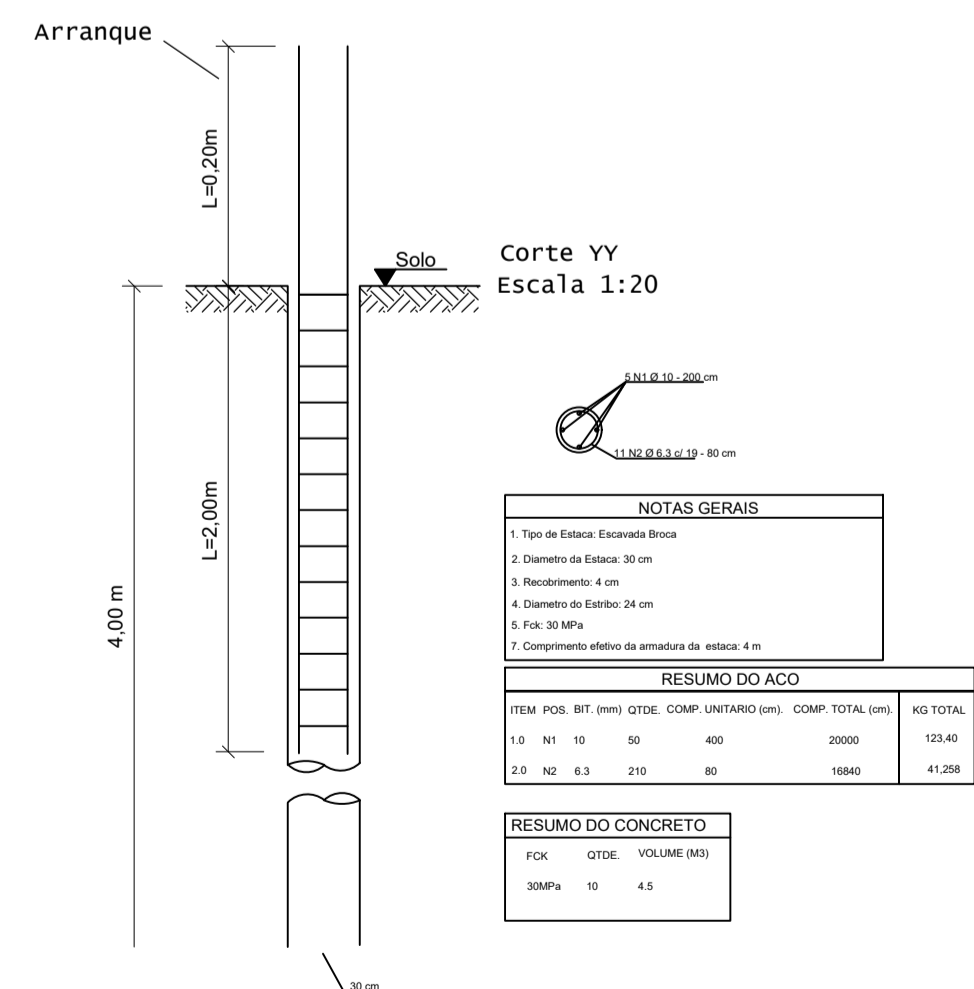 Arranque
L=0,20m
Solo
Corte YY
Escala 1:20
5 N1 Ø 10 - 200 cm
11 N2 Ø 6.3 c/ 19 - 80 cm
L=2,00m
4,00 m
NOTAS GERAIS
1. Tipo de Estaca: Escavada Broca
2. Diametro da Estaca: 30 cm
3. Recobrimento: 4 cm
4. Diametro do Estribo: 24 cm
5. Fck: 30 MPa
7. Comprimento efetivo da armadura da estaca: 4 m
RESUMO DO ACO
ITEM POS. BIT. (mm) QTDE. COMP. UNITARIO (cm). COMP. TOTAL (cm). KG TOTAL
1.0 N1 10 50 400 20000 123,40
2.0 N2 6.3 210 80 16840 41,258
RESUMO DO CONCRETO
FCK QTDE. VOLUME (M3)
30MPa 10 4.5
30 cm